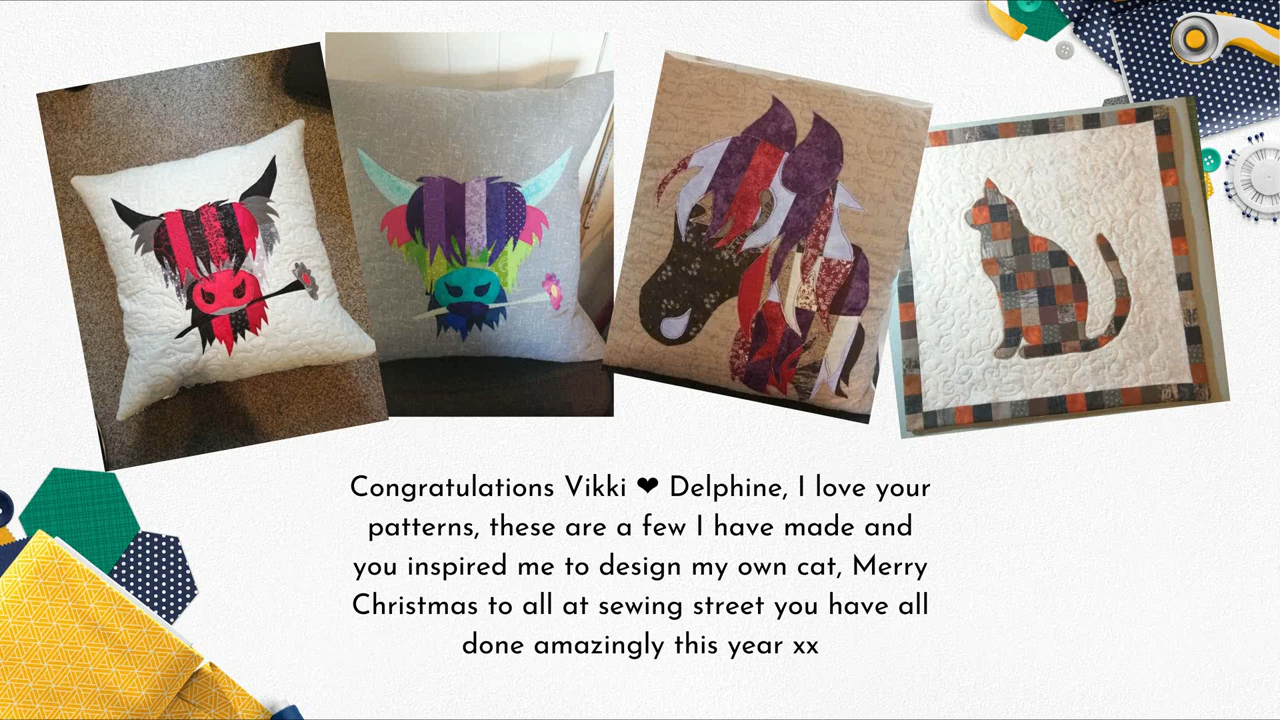 Congratulations Vikki ❤ Delphine, I love your
patterns, these are a few I have made and
you inspired me to design my own cat, Merry
Christmas to all at sewing street you have all
done amazingly this year xx